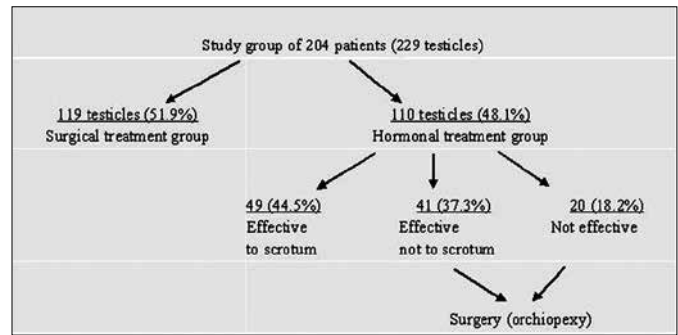 Study group of 204 patients (229 testicles)
119 testicles (51.9%)
Surgical treatment group
110 testicles (48.1%)
Hormonal treatment group
49 (44.5%)
Effective
to scrotum
41 (37.3%)
Effective
not to scrotum
20 (18.2%)
Not effective
Surgery (orchiopexy)